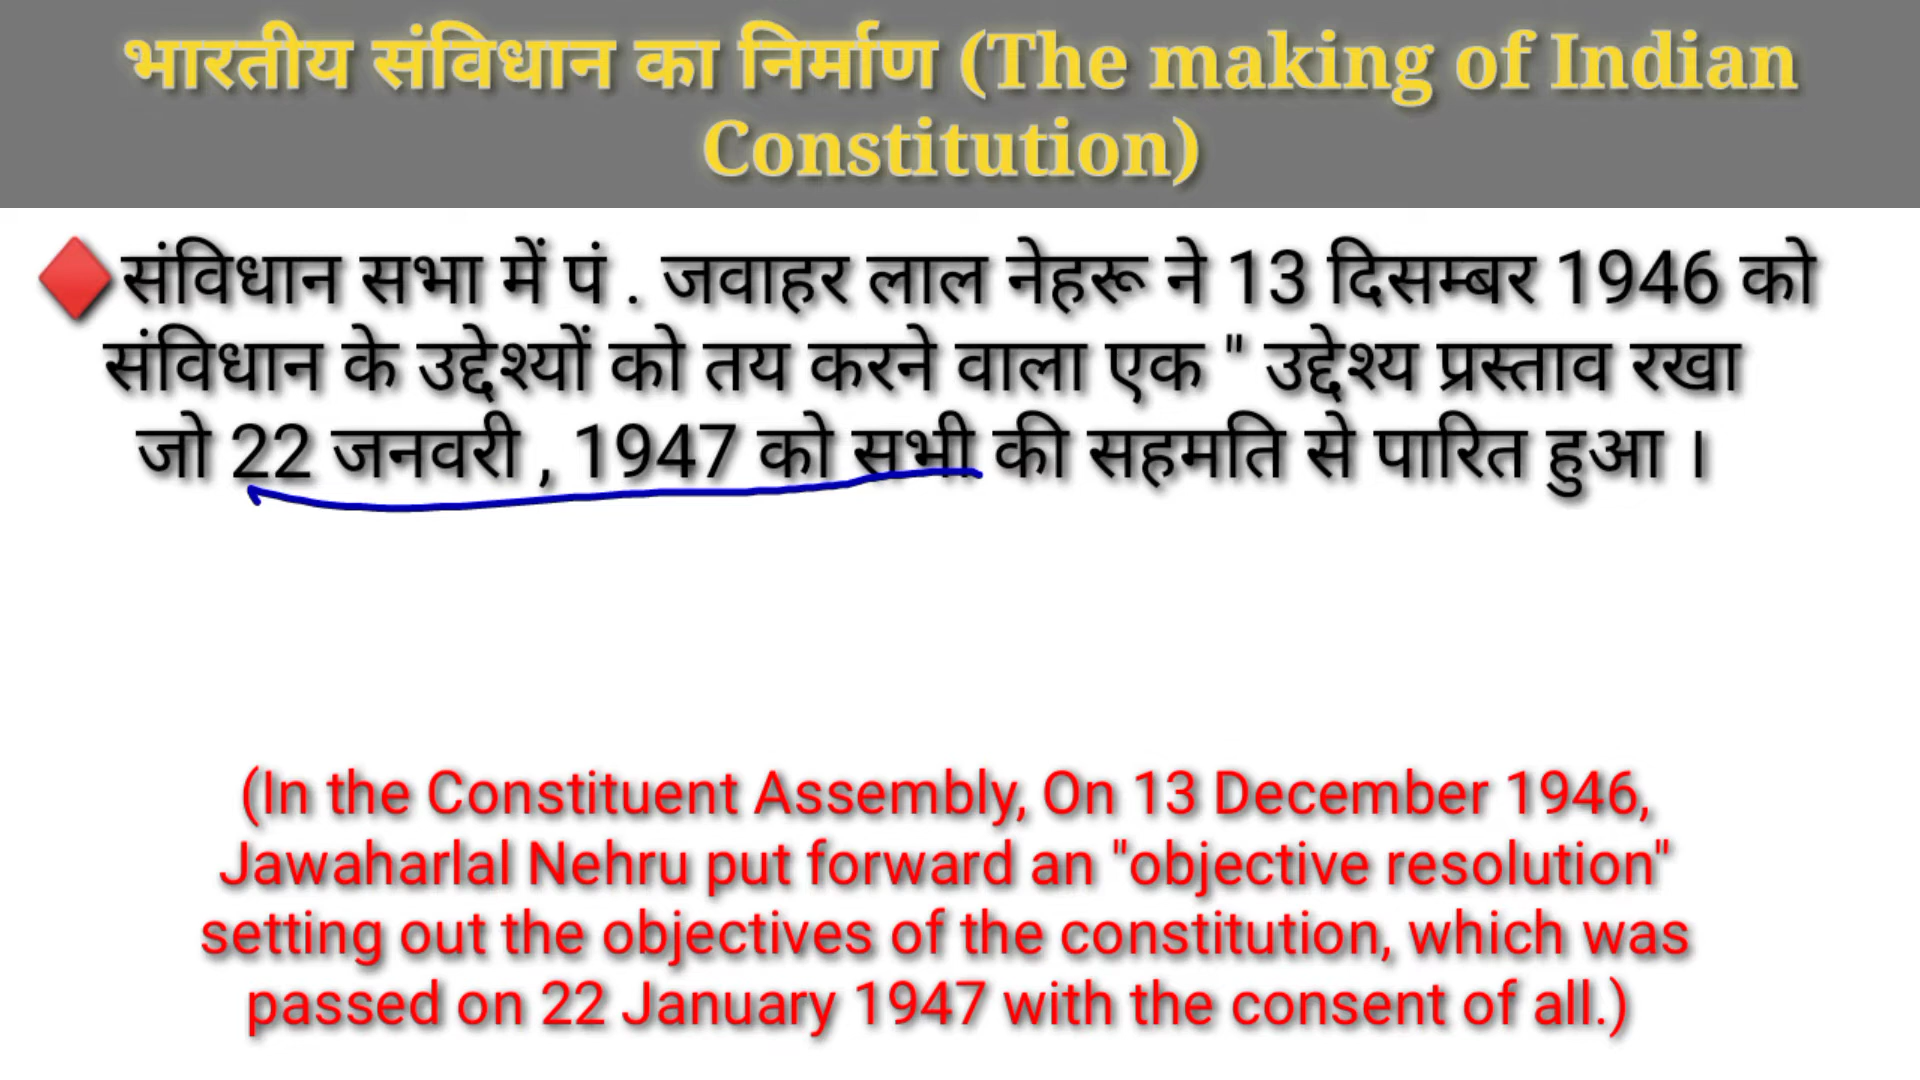 भारतीय संविधान का निर्माण (The making of Indian
Constitution)
संविधान सभा में पं . जवाहर लाल नेहरू ने 13 दिसम्बर 1946 को
संविधान के उद्देश्यों को तय करने वाला एक " उद्देश्य प्रस्ताव रखा
जो 22 जनवरी , 1947 को सभी की सहमति से पारित हुआ ।
(In the Constituent Assembly, On 13 December 1946,
Jawaharlal Nehru put forward an "objective resolution"
setting out the objectives of the constitution, which was
passed on 22 January 1947 with the consent of all.)